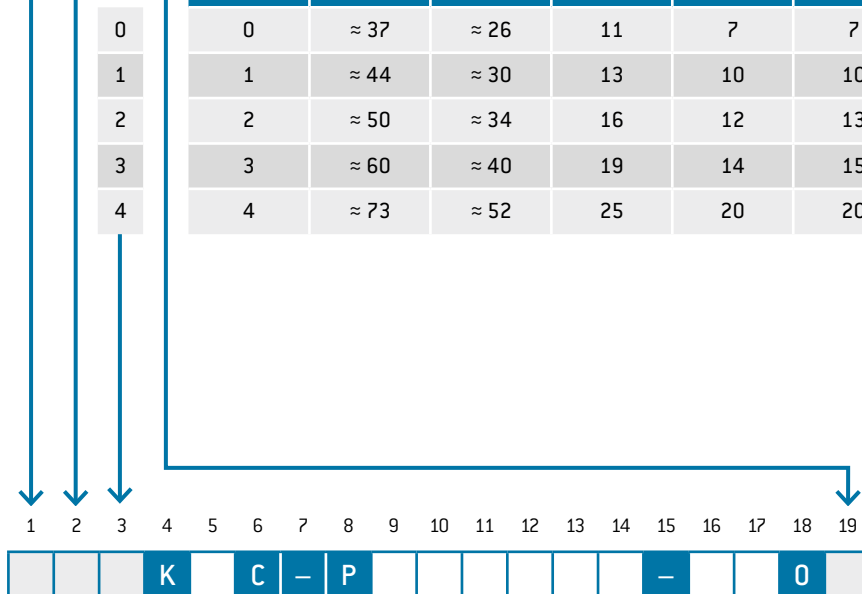 0 0 ≈ 37 ≈ 26 11 7 7
1 1 ≈ 44 ≈ 30 13 10 10
2 2 ≈ 50 ≈ 34 16 12 13
3 3 ≈ 60 ≈ 40 19 14 15
4 4 ≈ 73 ≈ 52 25 20 20
1 2 3 4 5 6 7 8 9 10 11 12 13 14 15 16 17 18 19
K C – P – 0